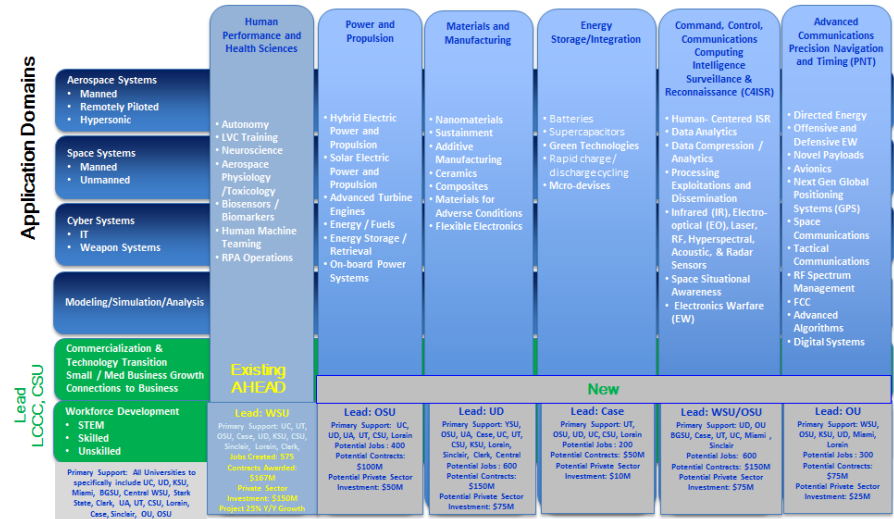 Human
Performance and
Health Sciences
Power and
Propulsion
Materials and
Manufacturing
Energy
Storage/Integration
Command, Control,
Communications
Computing
Intelligence
Surveillance &
Reconnaissance (C4ISR)
Advanced
Communications
Precision Navigation
and Timing (PNT)
Application Domains
Aerospace Systems
• Manned
• Remotely Piloted
• Hypersonic
Space Systems
• Manned
• Unmanned
Cyber Systems
• IT
• Weapon Systems
Modeling/Simulation/Analysis
• Autonomy
• LVC Training
• Neuroscience
• Aerospace
Physiology
/Toxicology
• Biosensors /
Biomarkers
• Human Machine
Teaming
• RPA Operations
• Hybrid Electric
Power and
Propulsion
• Solar Electric
Power and
Propulsion
• Advanced Turbine
Engines
• Energy / Fuels
• Energy Storage /
Retrieval
• On-board Power
Systems
• Nanomaterials
• Sustainment
• Additive
Manufacturing
• Ceramics
• Composites
• Materials for
Adverse Conditions
• Flexible Electronics
• Batteries
• Supercapacitors
• Green Technologies
• Rapid charge /
discharge cycling
• Mcro-devises
• Human- Centered ISR
• Data Analytics
• Data Compression /
Analytics
• Processing
Exploitations and
Dissemination
• Infrared (IR), Electro-
optical (EO), Laser,
RF, Hyperspectral,
Acoustic, & Radar
Sensors
• Space Situational
Awareness
• Electronics Warfare
(EW)
• Directed Energy
• Offensive and
Defensive EW
• Novel Payloads
• Avionics
• Next Gen Global
Positioning
Systems (GPS)
• Space
Communications
• Tactical
Communications
• RF Spectrum
Management
• FCC
• Advanced
Algorithms
• Digital Systems
Lead
LCCC, CSU
Commercialization &
Technology Transition
Small / Med Business Growth
Connections to Business
Existing
AHEAD
New
Workforce Development
• STEM
• Skilled
• Unskilled
Primary Support: All Universities to
specifically include UC, UD, KSU,
Miami, BGSU, Central WSU, Stark
State, Clark, UA, UT, CSU, Lorain,
Case, Sinclair, OU, OSU
Lead: WSU
Primary Support: UC, UT,
OSU, Case, UD, KSU, CSU,
Sinclair, Lorain, Clark,
Jobs Created: 575
Contracts Awarded:
$167M
Private Sector
Investment: $150M
Project 25% Y/Y Growth
Lead: OSU
Primary Support: UC,
UD, UA, UT, CSU, Lorain
Potential Jobs : 400
Potential Contracts:
$100M
Potential Private Sector
Investment: $50M
Lead: UD
Primary Support: YSU,
OSU, UA, Case, UC, UT,
CSU, KSU, Lorain,
Sinclair, Clark, Central
Potential Jobs : 600
Potential Contracts:
$150M
Potential Private Sector
Investment: $75M
Lead: Case
Primary Support: UT,
OSU, UD, UC, CSU, Lorain
Potential Jobs : 200
Potential Contracts: $50M
Potential Private Sector
Investment: $10M
Lead: WSU/OSU
Primary Support: UD, OU
BGSU, Case, UT, UC, Miami ,
Sinclair
Potential Jobs: 600
Potential Contracts: $150M
Potential Private Sector
Investment: $75M
Lead: OU
Primary Support: WSU,
OSU, KSU, UD, Miami, Lorain
Potential Jobs : 300
Potential Contracts:
$75M
Potential Private Sector
Investment: $25M